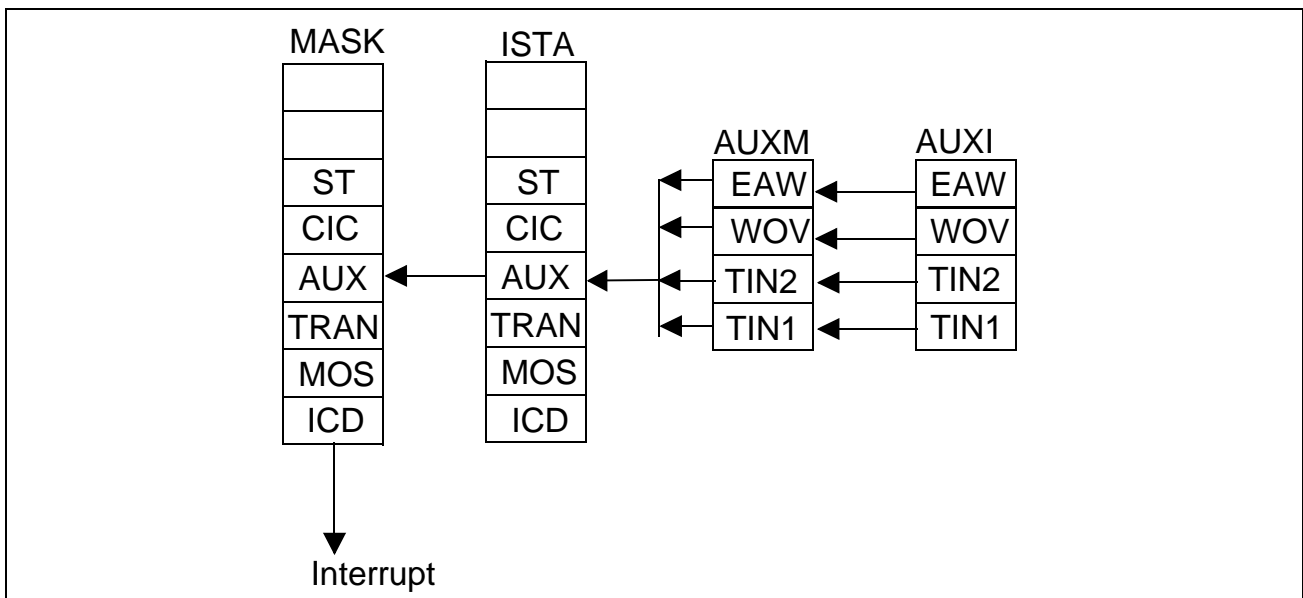 MASK
ST
CIC
AUX
TRAN
MOS
ICD
Interrupt
ISTA
ST
CIC
AUX
TRAN
MOS
ICD
AUXM
EAW
WOV
TIN2
TIN1
AUXI
EAW
WOV
TIN2
TIN1